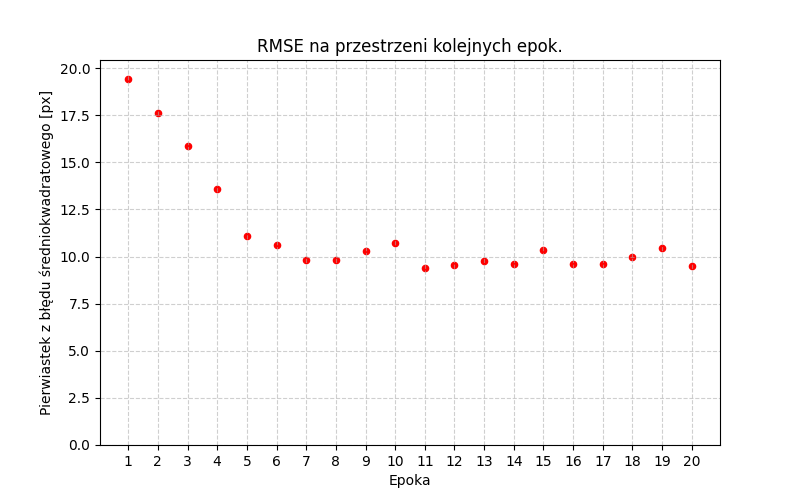 RMSE na przestrzeni kolejnych epok.
Pierwiastek z błędu średniokwadratowego [px]
20.0
17.5
15.0
12.5
10.0
7.5
5.0
2.5
0.0
1 2 3 4 5 6 7 8 9 10 11 12 13 14 15 16 17 18 19 20
Epoka